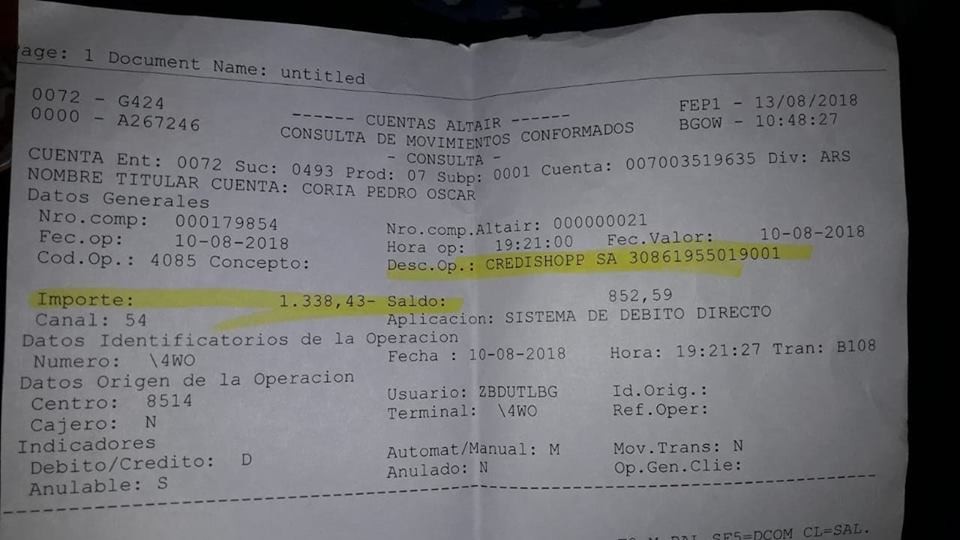 age: 1 Document Name: untitled
0072 - G424 ------ CUENTAS ALTAIR ------ FEP1 - 13/08/2018
0000 - A267246 CONSULTA DE MOVIMIENTOS CONFORMADOS BGOW - 10:48:27
- CONSULTA -
CUENTA Ent: 0072 Suc: 0493 Prod: 07 Subp: 0001 Cuenta: 007003519635 Div: ARS
NOMBRE TITULAR CUENTA: CORIA PEDRO OSCAR
Datos Generales
Nro.comp: 000179854 Nro.comp.Altair: 000000021
Fec.op: 10-08-2018 Hora op: 19:21:00 Fec.Valor: 10-08-2018
Cod.Op.: 4085 Concepto: Desc.Op.: CREDISHOPP SA 30861955019001
Importe: 1.338,43- Saldo: 852,59
Canal: 54 Aplicacion: SISTEMA DE DEBITO DIRECTO
Datos Identificatorios de la Operacion
Numero: \4WO Fecha : 10-08-2018 Hora: 19:21:27 Tran: B108
Datos Origen de la Operacion
Centro: 8514 Usuario: ZBDUTLBG Id.Orig.:
Cajero: N Terminal: \4WO Ref.Oper:
Indicadores
Debito/Credito: D Automat/Manual: M Mov.Trans: N
Anulable: S Anulado: N Op.Gen.Clie:
SF5=DCOM CL=SAL.